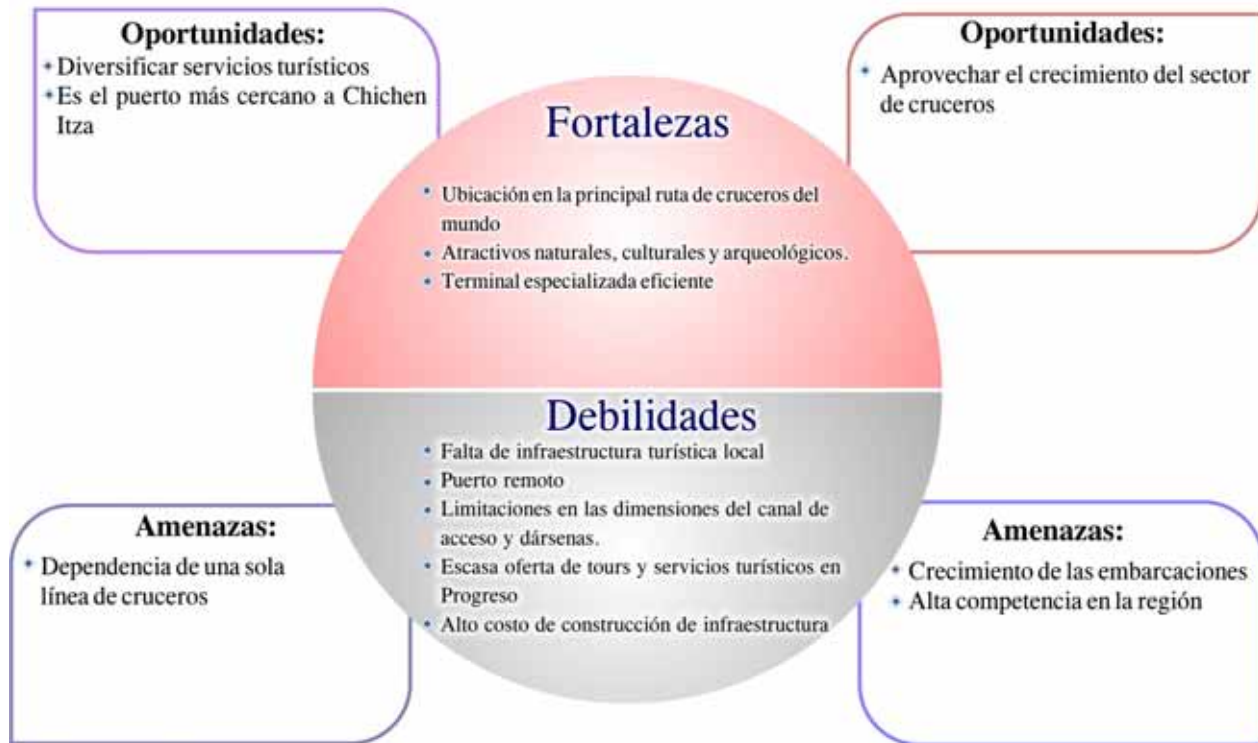 Oportunidades:
Diversificar servicios turísticos
Es el puerto más cercano a Chichen
Itza
Oportunidades:
Aprovechar el crecimiento del sector
de cruceros
Fortalezas
Ubicación en la principal ruta de cruceros del
mundo
Atractivos naturales, culturales y arqueológicos.
Terminal especializada eficiente
Debilidades
Falta de infraestructura turística local
Puerto remoto
Limitaciones en las dimensiones del canal de
acceso y dársenas.
Escasa oferta de tours y servicios turísticos en
Progreso
Alto costo de construcción de infraestructura
Amenazas:
Dependencia de una sola
línea de cruceros
Amenazas:
Crecimiento de las embarcaciones
Alta competencia en la región